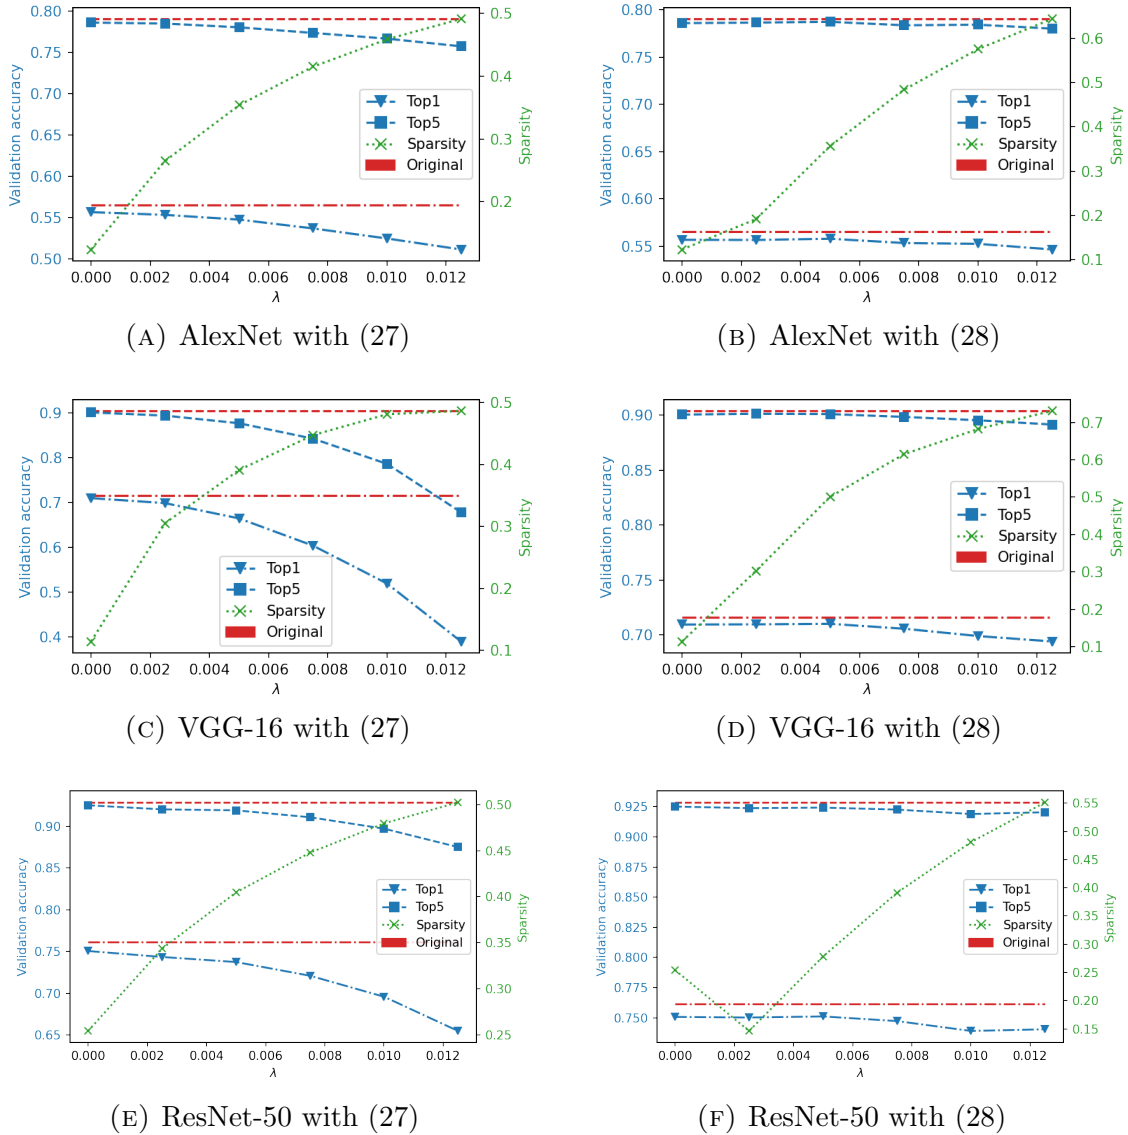 0.80
0.75
0.70
0.65
0.60
0.55
0.50
Validation accuracy
0.000 0.002 0.004 0.006 0.008 0.010 0.012
λ
0.5
0.4
0.3
0.2
Sparsity
Top1
Top5
Sparsity
Original
(A) AlexNet with (27)
0.80
0.75
0.70
0.65
0.60
0.55
Validation accuracy
0.000 0.002 0.004 0.006 0.008 0.010 0.012
λ
0.6
0.5
0.4
0.3
0.2
0.1
Sparsity
Top1
Top5
Sparsity
Original
(B) AlexNet with (28)
0.9
0.8
0.7
0.6
0.5
0.4
Validation accuracy
0.000 0.002 0.004 0.006 0.008 0.010 0.012
λ
0.5
0.4
0.3
0.2
0.1
Sparsity
Top1
Top5
Sparsity
Original
(C) VGG-16 with (27)
0.90
0.85
0.80
0.75
0.70
Validation accuracy
0.000 0.002 0.004 0.006 0.008 0.010 0.012
λ
0.7
0.6
0.5
0.4
0.3
0.2
0.1
Sparsity
Top1
Top5
Sparsity
Original
(D) VGG-16 with (28)
0.90
0.85
0.80
0.75
0.70
0.65
Validation accuracy
0.000 0.002 0.004 0.006 0.008 0.010 0.012
λ
0.50
0.45
0.40
0.35
0.30
0.25
Sparsity
Top1
Top5
Sparsity
Original
(E) ResNet-50 with (27)
0.925
0.900
0.875
0.850
0.825
0.800
0.775
0.750
Validation accuracy
0.000 0.002 0.004 0.006 0.008 0.010 0.012
λ
0.55
0.50
0.45
0.40
0.35
0.30
0.25
0.20
0.15
Sparsity
Top1
Top5
Sparsity
Original
(F) ResNet-50 with (28)